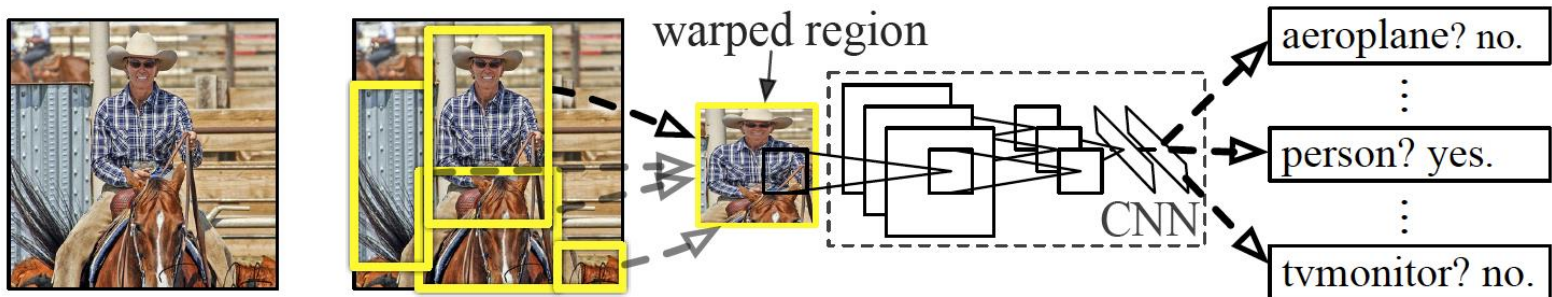 warped region
aeroplane? no.
person? yes.
CNN
tvmonitor? no.